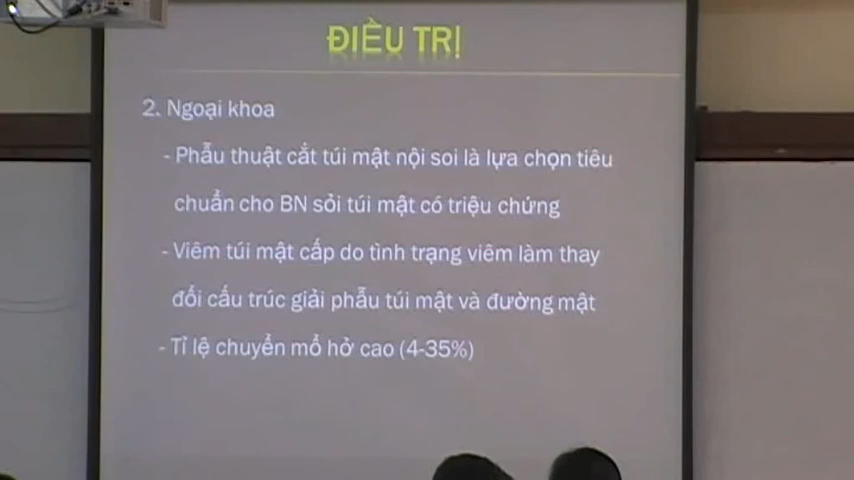 ĐIỀU TRỊ
2. Ngoại khoa
- Phẫu thuật cắt túi mật nội soi là lựa chọn tiêu
chuẩn cho BN sỏi túi mật có triệu chứng
- Viêm túi mật cấp do tình trạng viêm làm thay
đổi cấu trúc giải phẫu túi mật và đường mật
- Tỉ lệ chuyển mổ hở cao (4-35%)